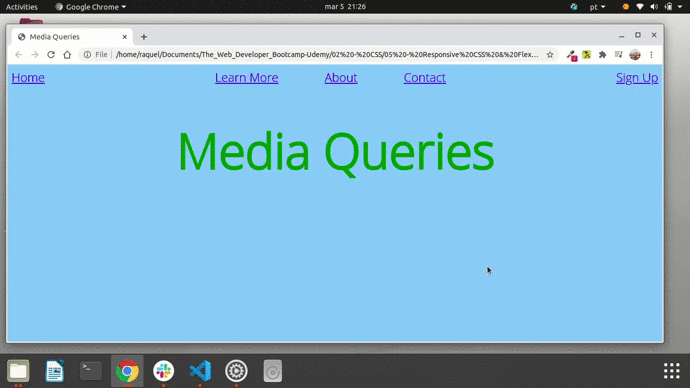 Activities Google Chrome mar 5 21:26 pt
Media Queries
File /home/raquel/Documents/The_Web_Developer_Bootcamp-Udemy/02%20-%20CSS/05%20-%20Responsive%20CSS%20&%20Flex…
Home Learn More About Contact Sign Up
Media Queries